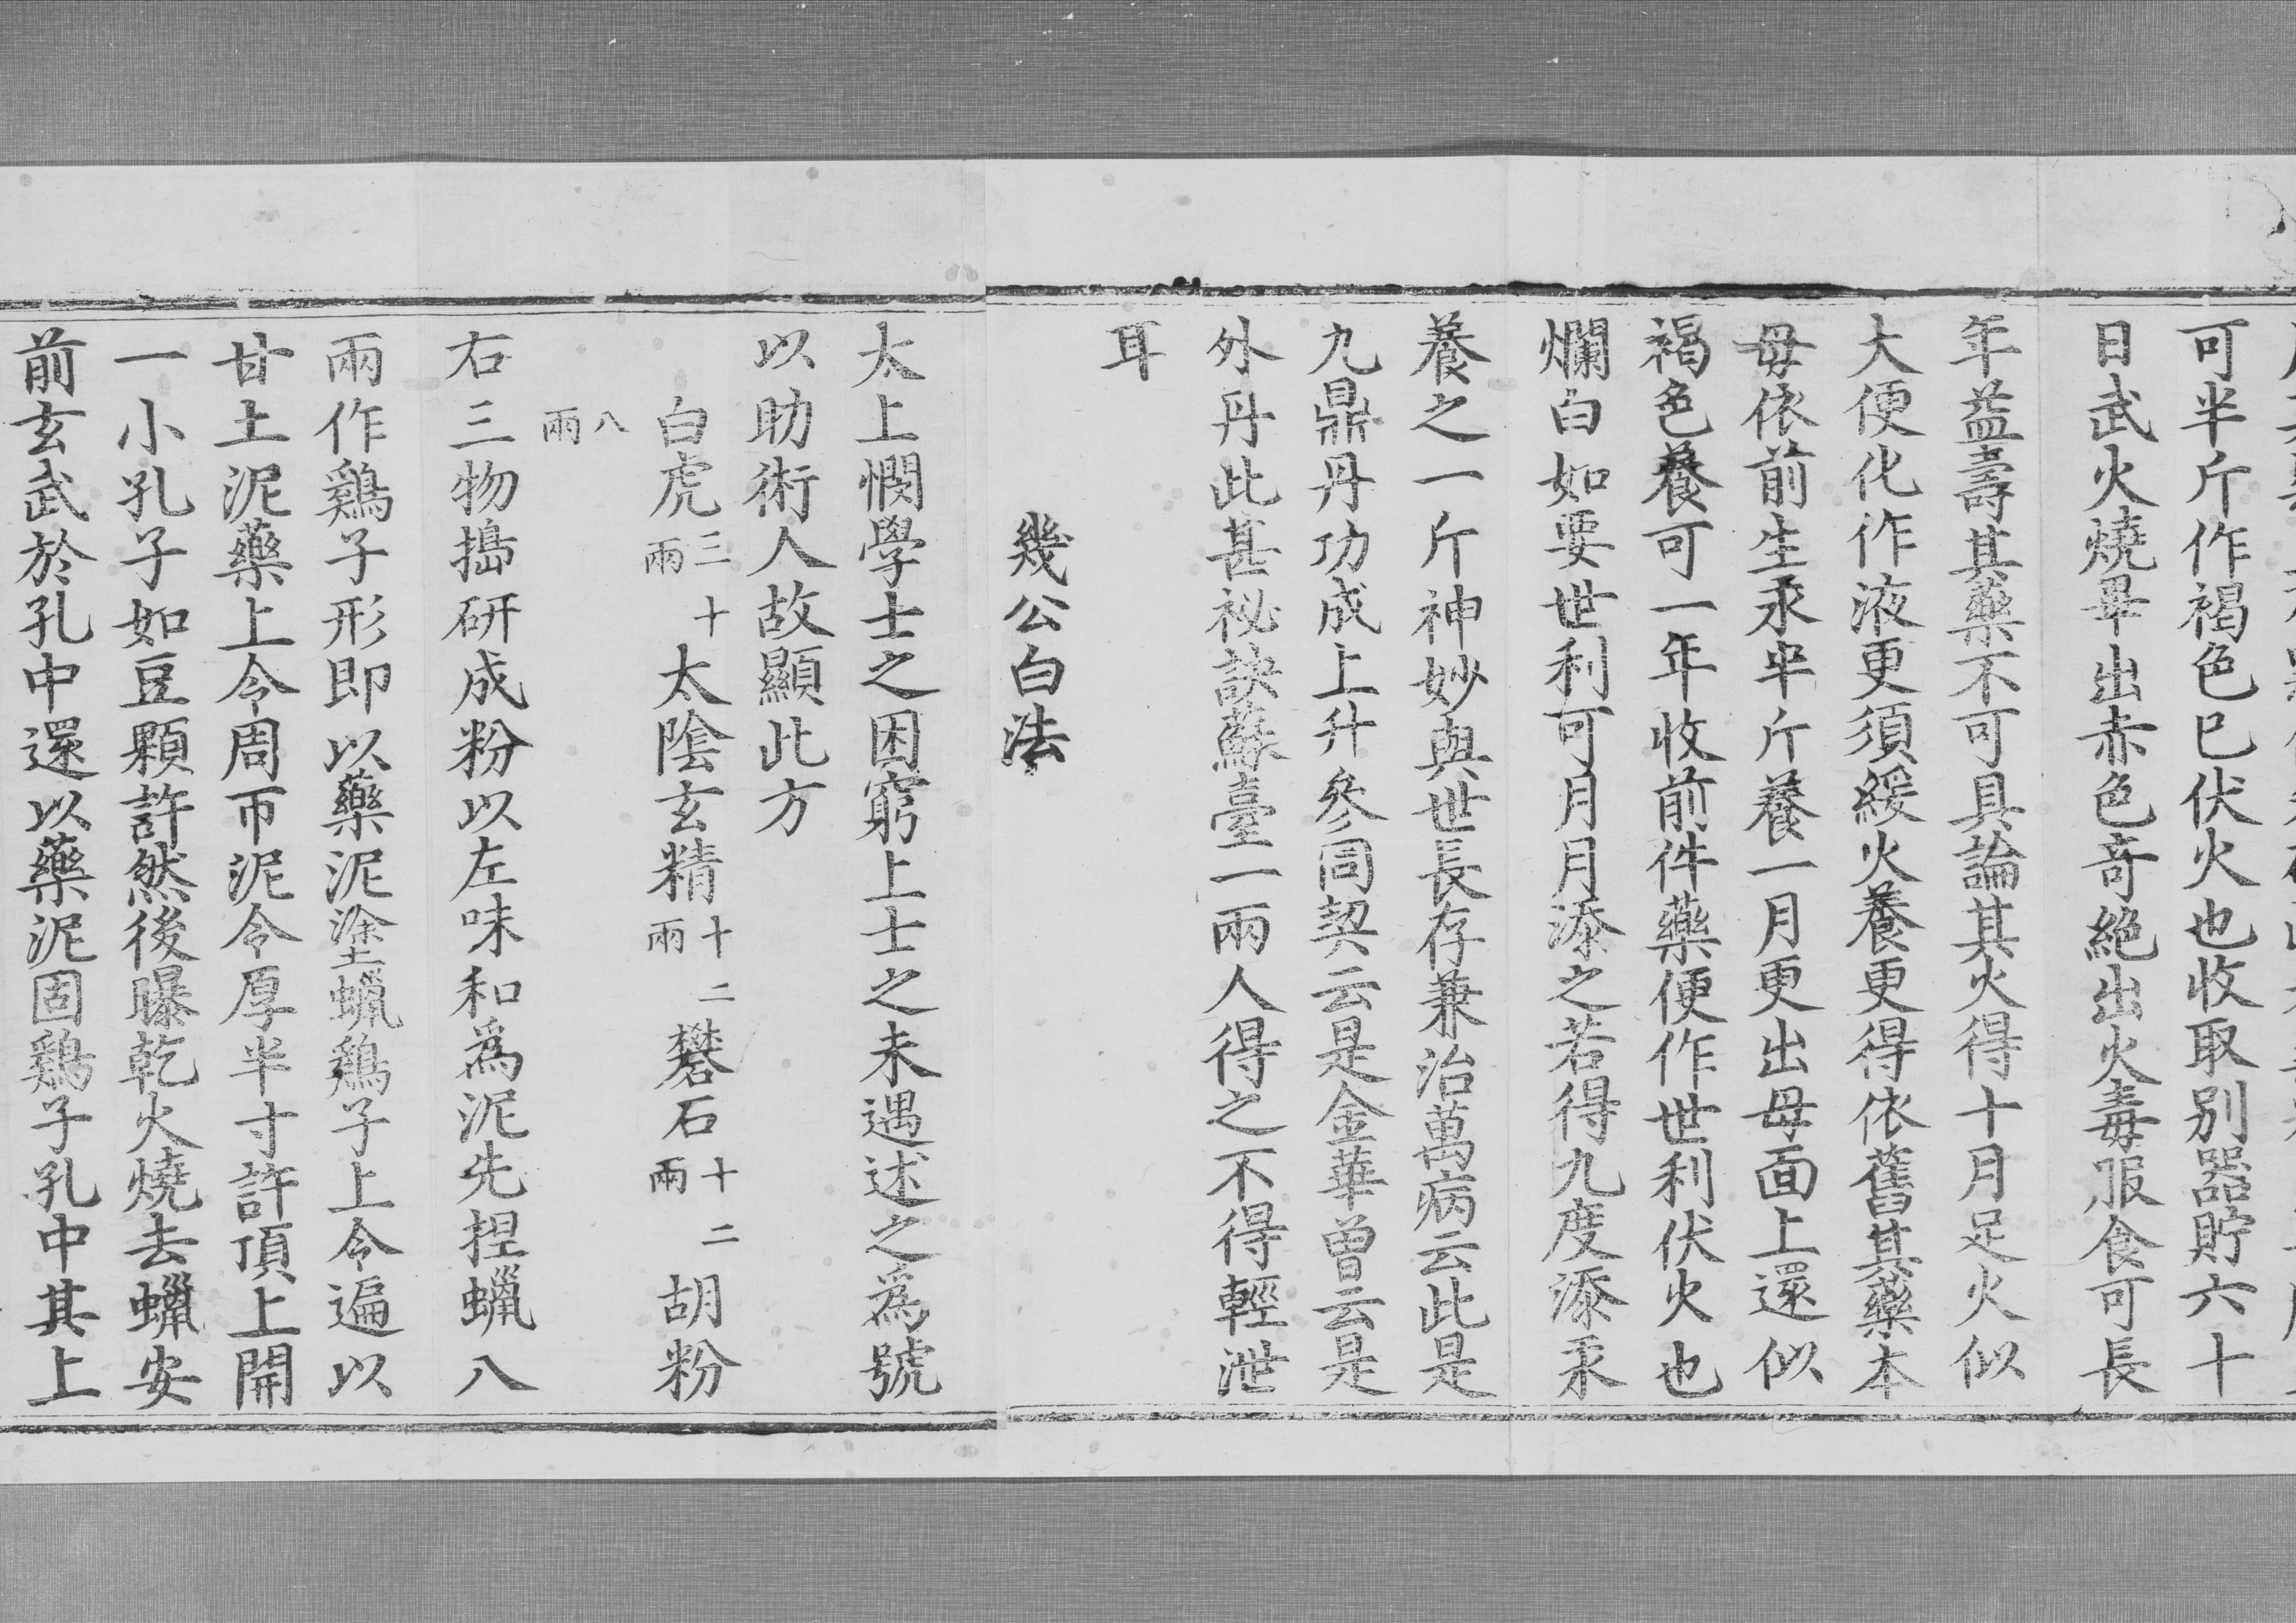 可半斤作褐色巳伏火也收取別器貯六十
日武火燒畢出赤色奇絕出火毒服食可長
年益壽其藥不可具論其火得十月足火似
大便化作液更須緩火養更得依舊其藥本
母依前生汞半斤養一月更出母面上還似
褐色養可一年收前件藥便作世利伏火也
爛白如要世利可月月添之若得九度添汞
養之一斤神妙與世長存兼治萬病云此是
九鼎丹功成上升參同契云是金華曾云是
外丹此甚祕訣蘇臺一兩人得之不得輕泄
耳
幾公白法
太上憫學士之困窮上士之未遇述之爲號
以助術人故顯此方
白虎三兩十太陰玄精十兩二礬石十兩二胡粉
八兩
右三物搗研成粉以左味和爲泥先捏蠟八
兩作鷄子形即以藥泥塗蠟鷄子上令遍以
甘土泥藥上令周帀泥令厚半寸許頂上開
一小孔子如豆顆許然後曝乾火燒去蠟安
前玄武於孔中還以藥泥固鷄子孔中其上